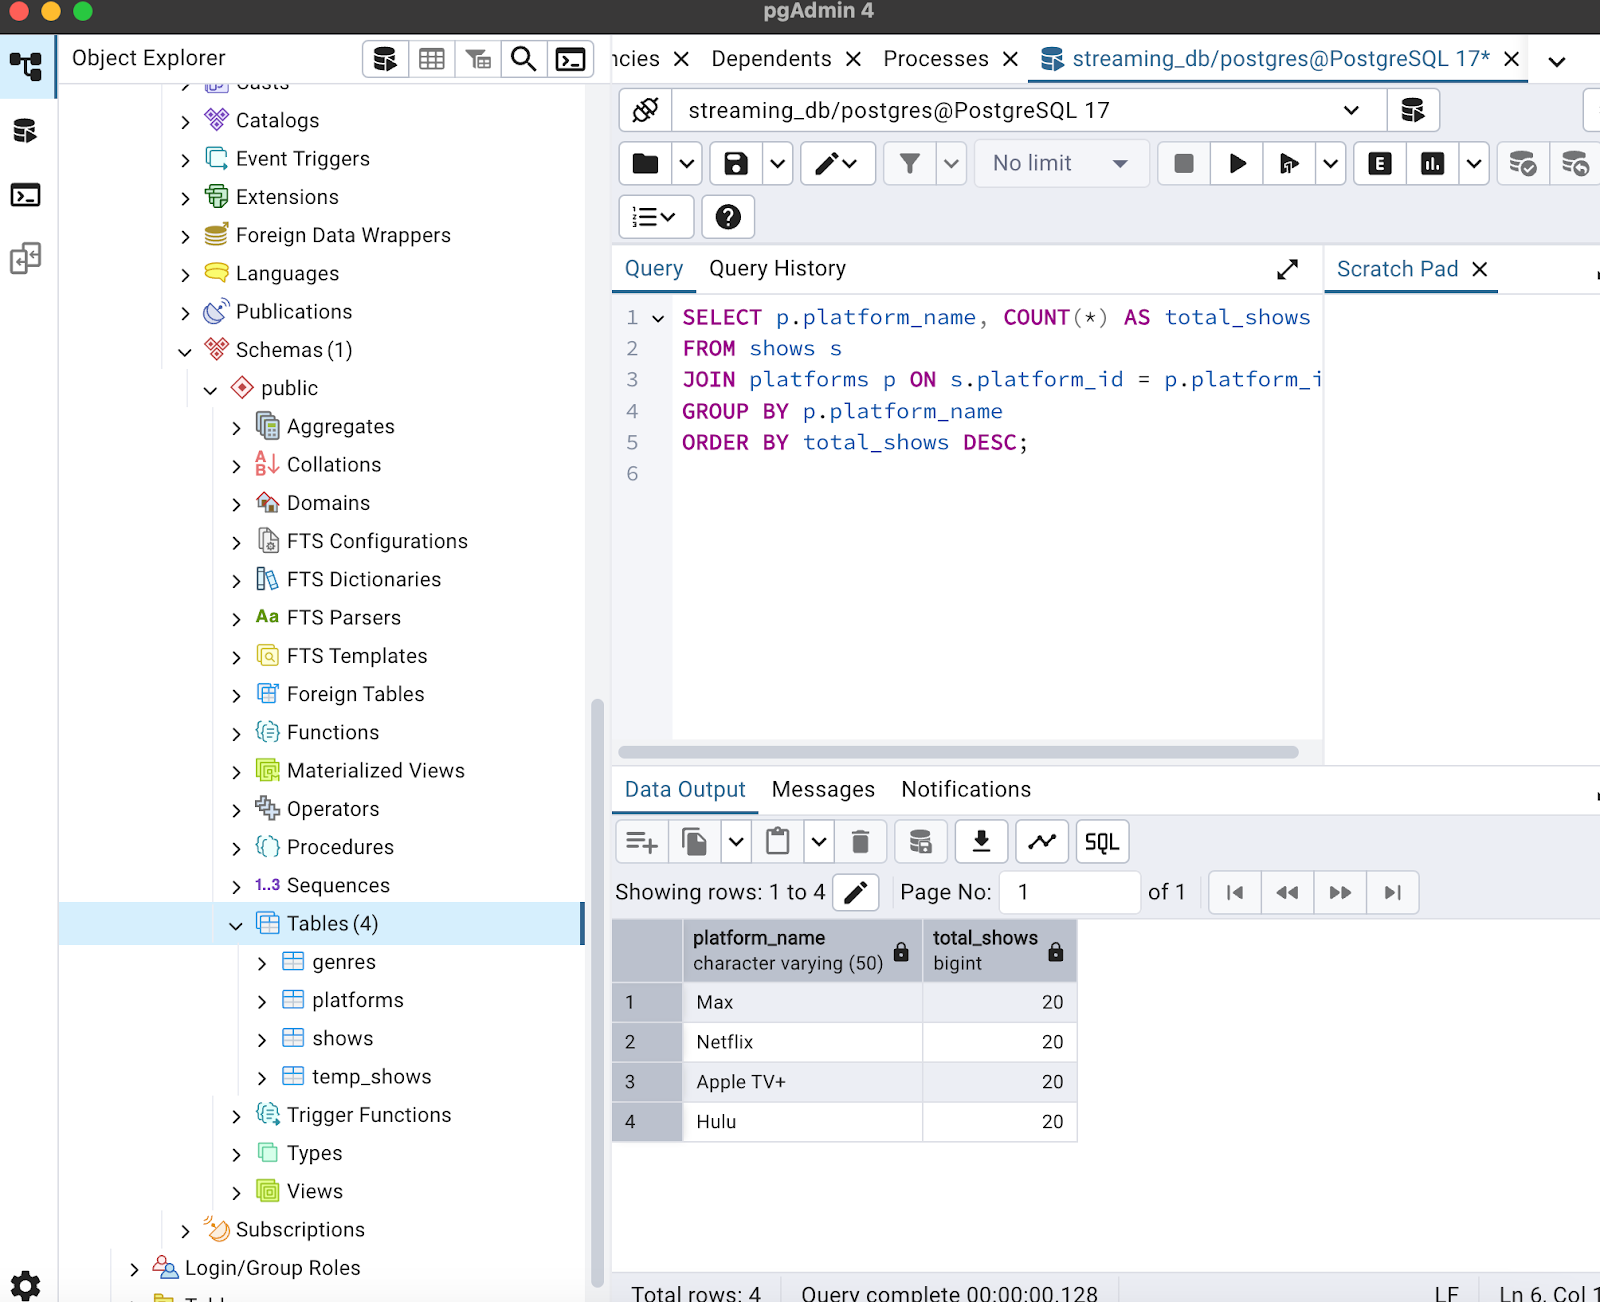 pgAdmin 4
Object Explorer
Casts
Catalogs
Event Triggers
Extensions
Foreign Data Wrappers
Languages
Publications
Schemas (1)
public
Aggregates
Collations
Domains
FTS Configurations
FTS Dictionaries
Aa FTS Parsers
FTS Templates
Foreign Tables
Functions
Materialized Views
Operators
Procedures
1..3 Sequences
Tables (4)
genres
platforms
shows
temp_shows
Trigger Functions
Types
Views
Subscriptions
Login/Group Roles
ncies
Dependents
Processes
streaming_db/postgres@PostgreSQL 17*
streaming_db/postgres@PostgreSQL 17
No limit
E
Query
Query History
Scratch Pad
1 SELECT p.platform_name, COUNT(*) AS total_shows
2 FROM shows s
3 JOIN platforms p ON s.platform_id = p.platform_i
4 GROUP BY p.platform_name
5 ORDER BY total_shows DESC;
6
Data Output
Messages
Notifications
SQL
Showing rows: 1 to 4
Page No: 1 of 1
platform_name total_shows
character varying (50) bigint
1 Max 20
2 Netflix 20
3 Apple TV+ 20
4 Hulu 20
Total rows: 4
Query complete 00:00:00.128
LF
Ln 6, Col 1